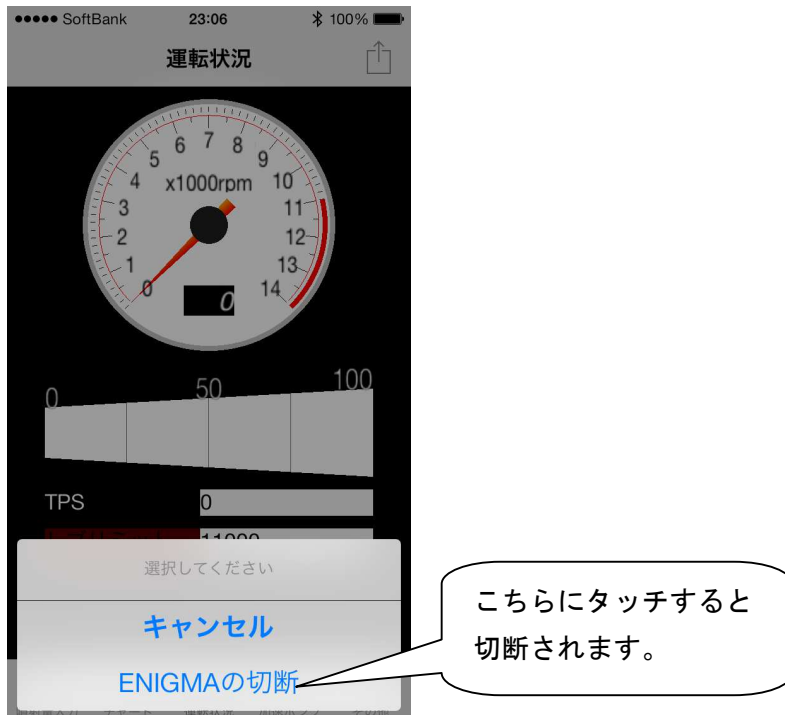 ●●●●● SoftBank 23:06 100%
運転状況
0 1 2 3 4 5 6 7 8 9 10 11 12 13 14
x1000rpm
0
0 50 100
TPS 0
11000
選択してください
キャンセル
ENIGMAの切断
こちらにタッチすると
切断されます。